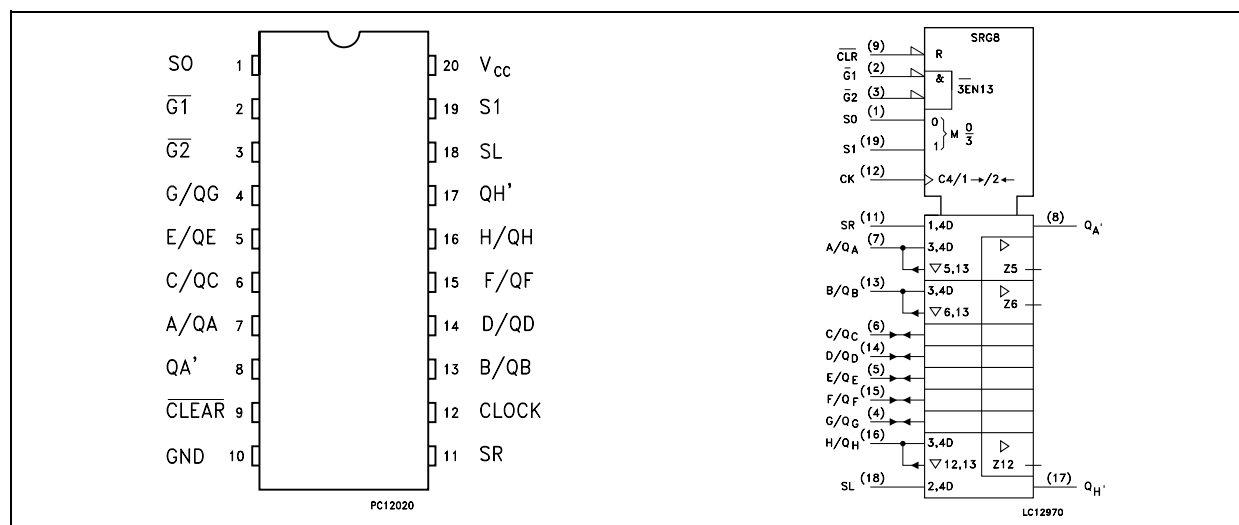 S0 1 20 VCC
G1 2 19 S1
G2 3 18 SL
G/QG 4 17 QH'
E/QE 5 16 H/QH
C/QC 6 15 F/QF
A/QA 7 14 D/QD
QA' 8 13 B/QB
CLEAR 9 12 CLOCK
GND 10 11 SR
PC12020
SRG8
CLR (9) R
G1 (2) &
3EN13
G2 (3)
S0 (1) 0
M 0/3
S1 (19) 1
CK (12) C4/1→/2←
SR (11) 1,4D (8) QA'
A/QA (7) 3,4D ▷
▽5,13 Z5
B/QB (13) 3,4D ▷
▽6,13 Z6
C/QC (6)
D/QD (14)
E/QE (5)
F/QF (15)
G/QG (4)
H/QH (16) 3,4D ▷
▽12,13 Z12
SL (18) 2,4D (17) QH'
LC12970